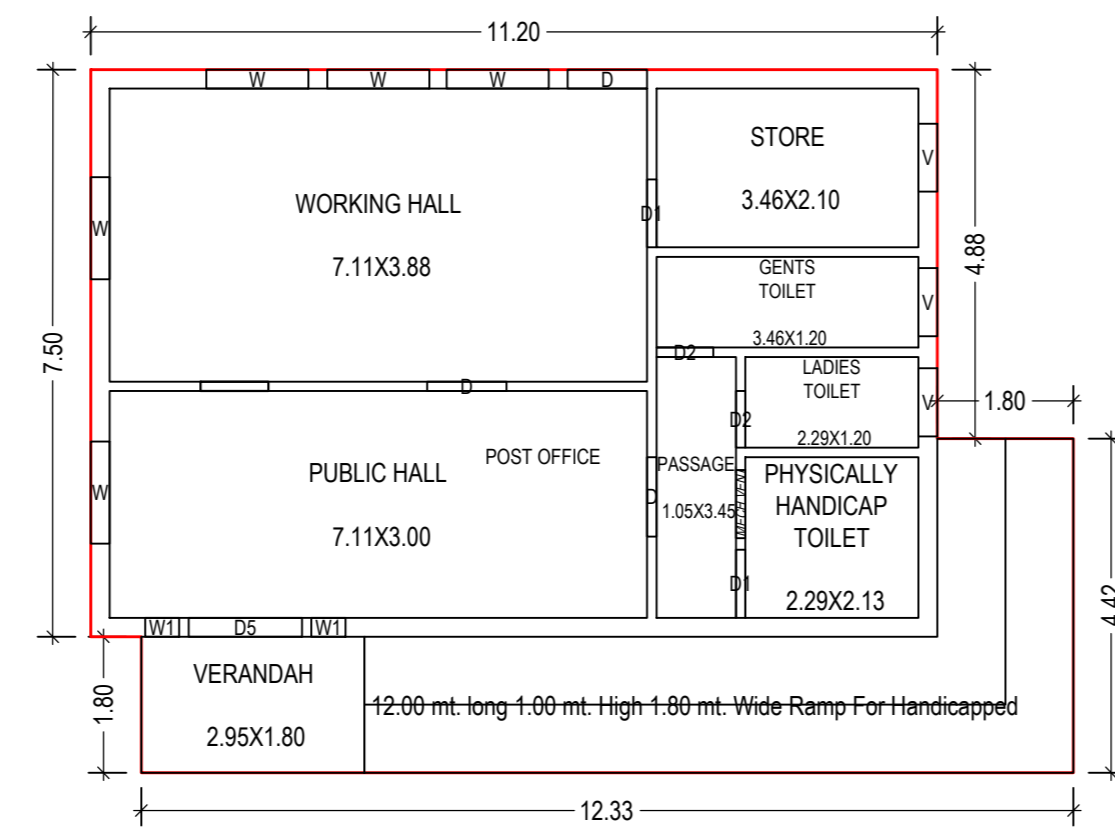 11.20
W
W
W
D
STORE
3.46X2.10
V
WORKING HALL
7.11X3.88
W
D1
4.88
GENTS
TOILET
3.46X1.20
V
7.50
D2
LADIES
TOILET
2.29X1.20
V
1.80
D
D2
POST OFFICE
PUBLIC HALL
7.11X3.00
W
D
PASSAGE
1.05X3.45
MECH VENT
PHYSICALLY
HANDICAP
TOILET
2.29X2.13
D1
4.42
W1
D5
W1
VERANDAH
2.95X1.80
1.80
12.00 mt. long 1.00 mt. High 1.80 mt. Wide Ramp For Handicapped
12.33